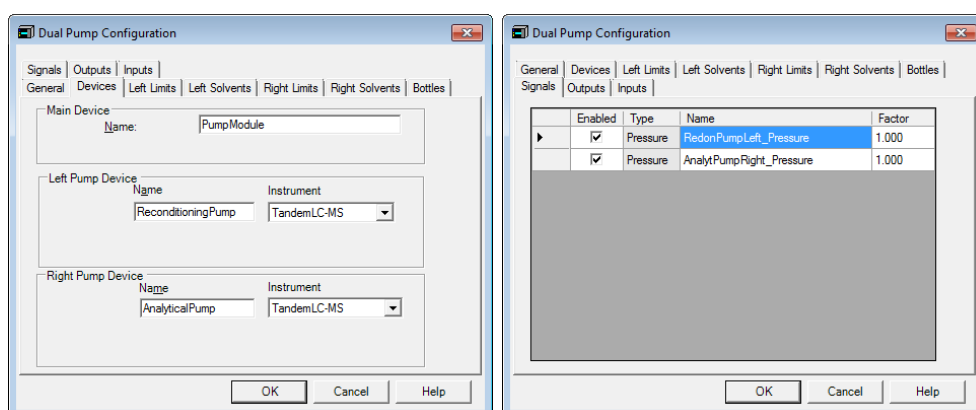 Dual Pump Configuration
Signals Outputs Inputs
General Devices Left Limits Left Solvents Right Limits Right Solvents Bottles
Main Device
Name: PumpModule
Left Pump Device
Name Instrument
ReconditioningPump TandemLC-MS
Right Pump Device
Name Instrument
AnalyticalPump TandemLC-MS
OK Cancel Help
Dual Pump Configuration
General Devices Left Limits Left Solvents Right Limits Right Solvents Bottles
Signals Outputs Inputs
Enabled Type Name Factor
Pressure RedonPumpLeft_Pressure 1.000
Pressure AnalytPumpRight_Pressure 1.000
OK Cancel Help